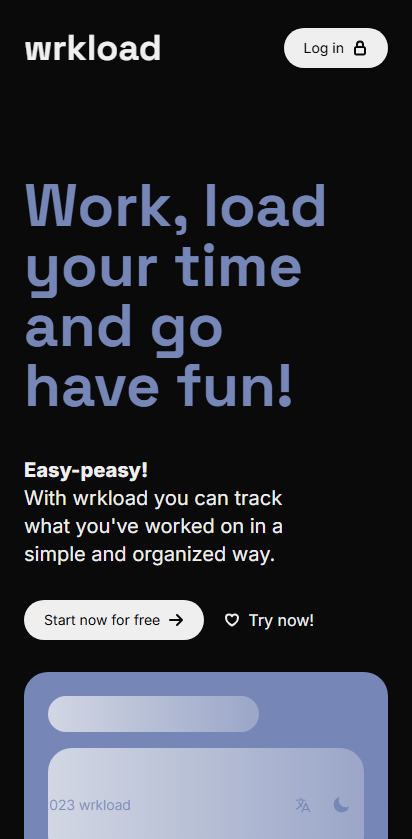 wrkload
Log in
Work, load
your time
and go
have fun!
Easy-peasy!
With wrkload you can track
what you've worked on in a
simple and organized way.
Start now for free
Try now!
023 wrkload